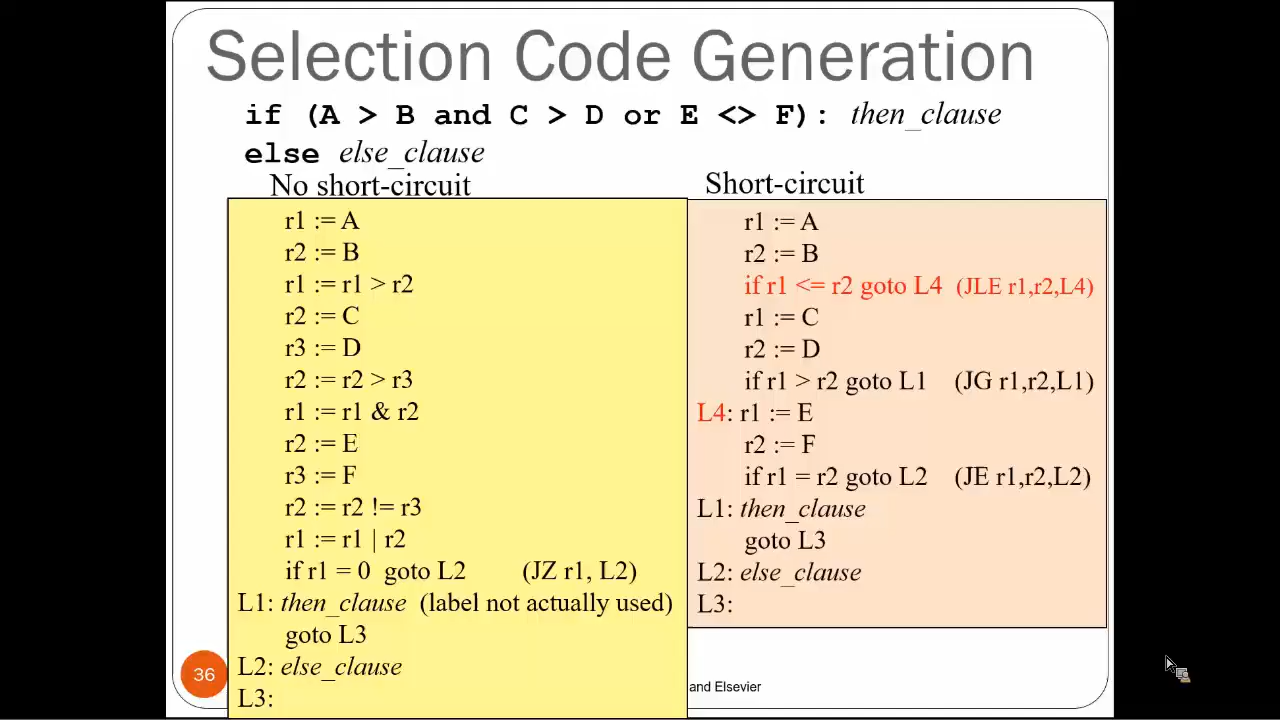 Selection Code Generation
if (A > B and C > D or E <> F): then_clause
else else_clause
No short-circuit
r1 := A
r2 := B
r1 := r1 > r2
r2 := C
r3 := D
r2 := r2 > r3
r1 := r1 & r2
r2 := E
r3 := F
r2 := r2 != r3
r1 := r1 | r2
if r1 = 0 goto L2 (JZ r1, L2)
L1: then_clause (label not actually used)
goto L3
L2: else_clause
L3:
Short-circuit
r1 := A
r2 := B
if r1 <= r2 goto L4 (JLE r1,r2,L4)
r1 := C
r2 := D
if r1 > r2 goto L1 (JG r1,r2,L1)
L4: r1 := E
r2 := F
if r1 = r2 goto L2 (JE r1,r2,L2)
L1: then_clause
goto L3
L2: else_clause
L3:
36
and Elsevier